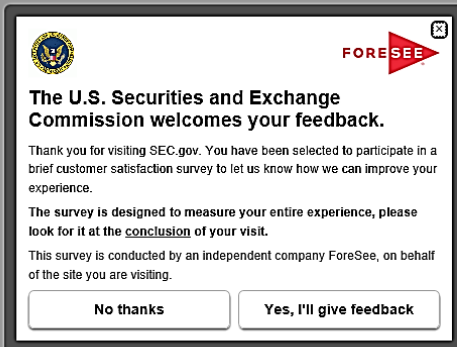 FORESEE
The U.S. Securities and Exchange
Commission welcomes your feedback.
Thank you for visiting SEC.gov. You have been selected to participate in a
brief customer satisfaction survey to let us know how we can improve your
experience.
The survey is designed to measure your entire experience, please
look for it at the conclusion of your visit.
This survey is conducted by an independent company ForeSee, on behalf
of the site you are visiting.
No thanks
Yes, I'll give feedback